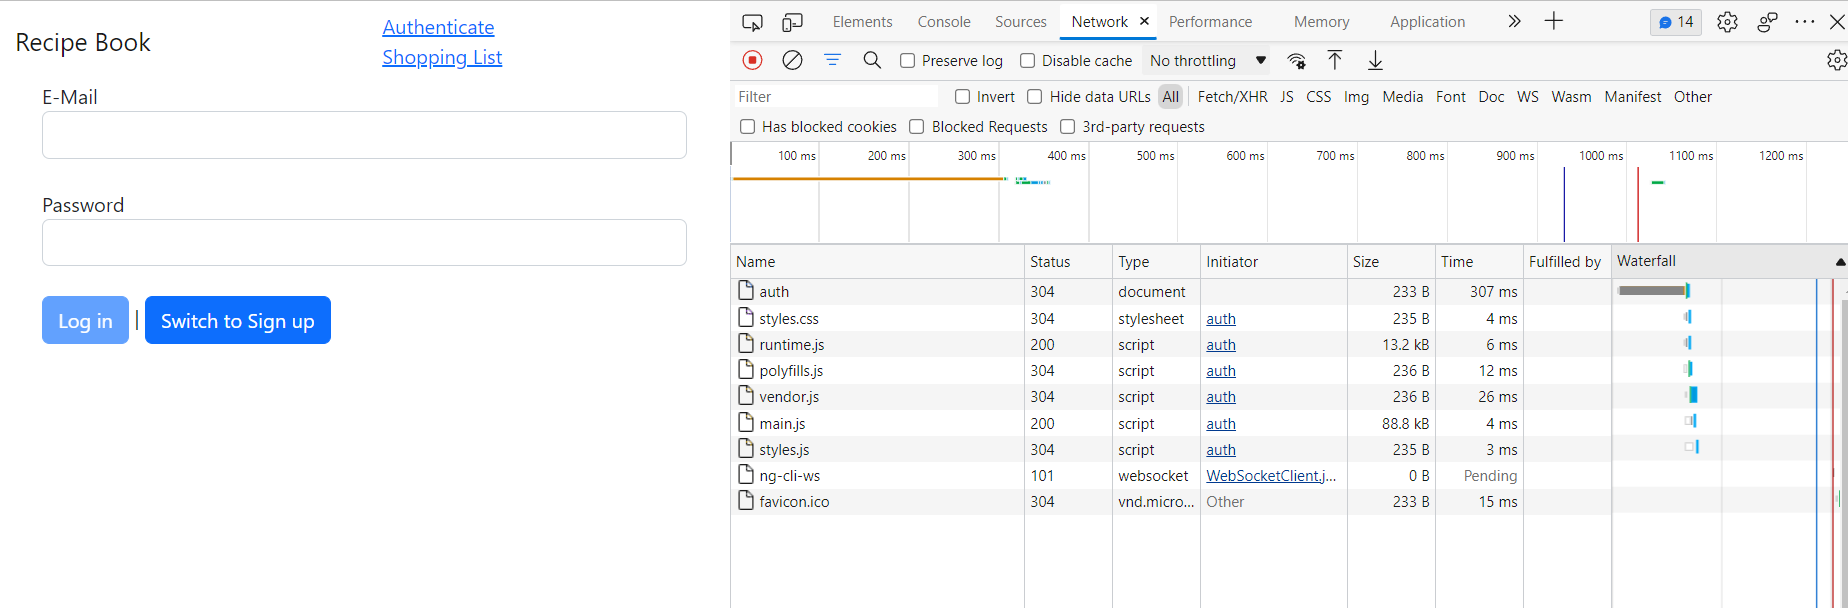 Recipe Book
Authenticate
Shopping List
E-Mail
Password
Log in | Switch to Sign up
Elements Console Sources Network × Performance Memory Application 14
Preserve log Disable cache No throttling
Filter Invert Hide data URLs All Fetch/XHR JS CSS Img Media Font Doc WS Wasm Manifest Other
Has blocked cookies Blocked Requests 3rd-party requests
100 ms 200 ms 300 ms 400 ms 500 ms 600 ms 700 ms 800 ms 900 ms 1000 ms 1100 ms 1200 ms
Name Status Type Initiator Size Time Fulfilled by Waterfall
auth 304 document 233 B 307 ms
styles.css 304 stylesheet auth 235 B 4 ms
runtime.js 200 script auth 13.2 kB 6 ms
polyfills.js 304 script auth 236 B 12 ms
vendor.js 304 script auth 236 B 26 ms
main.js 200 script auth 88.8 kB 4 ms
styles.js 304 script auth 235 B 3 ms
ng-cli-ws 101 websocket WebSocketClient.j... 0 B Pending
favicon.ico 304 vnd.micro... Other 233 B 15 ms